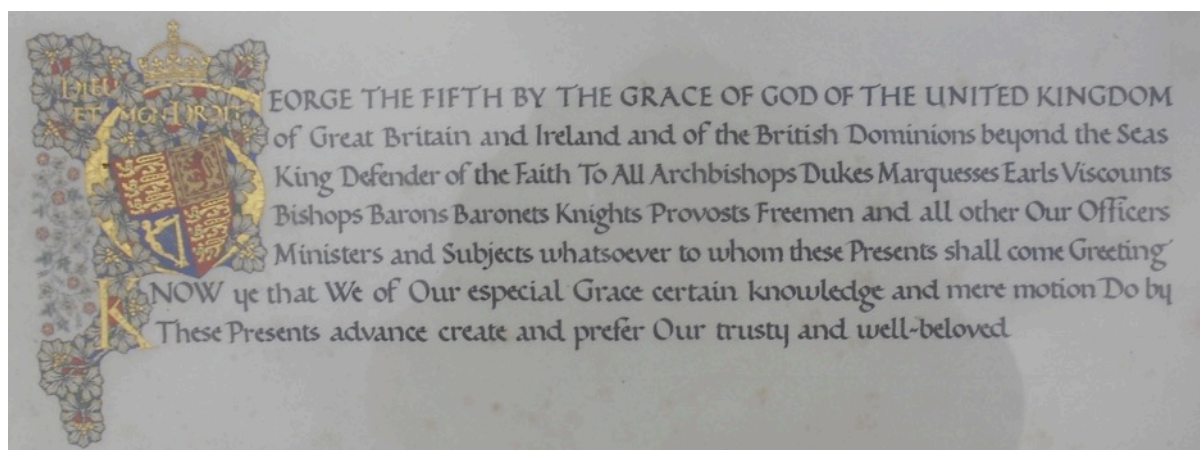 DIEU
ET MON DROIT
GEORGE THE FIFTH BY THE GRACE OF GOD OF THE UNITED KINGDOM
of Great Britain and Ireland and of the British Dominions beyond the Seas
King Defender of the Faith To All Archbishops Dukes Marquesses Earls Viscounts
Bishops Barons Baronets Knights Provosts Freemen and all other Our Officers
Ministers and Subjects whatsoever to whom these Presents shall come Greeting
KNOW ye that We of Our especial Grace certain knowledge and mere motion Do by
These Presents advance create and prefer Our trusty and well-beloved